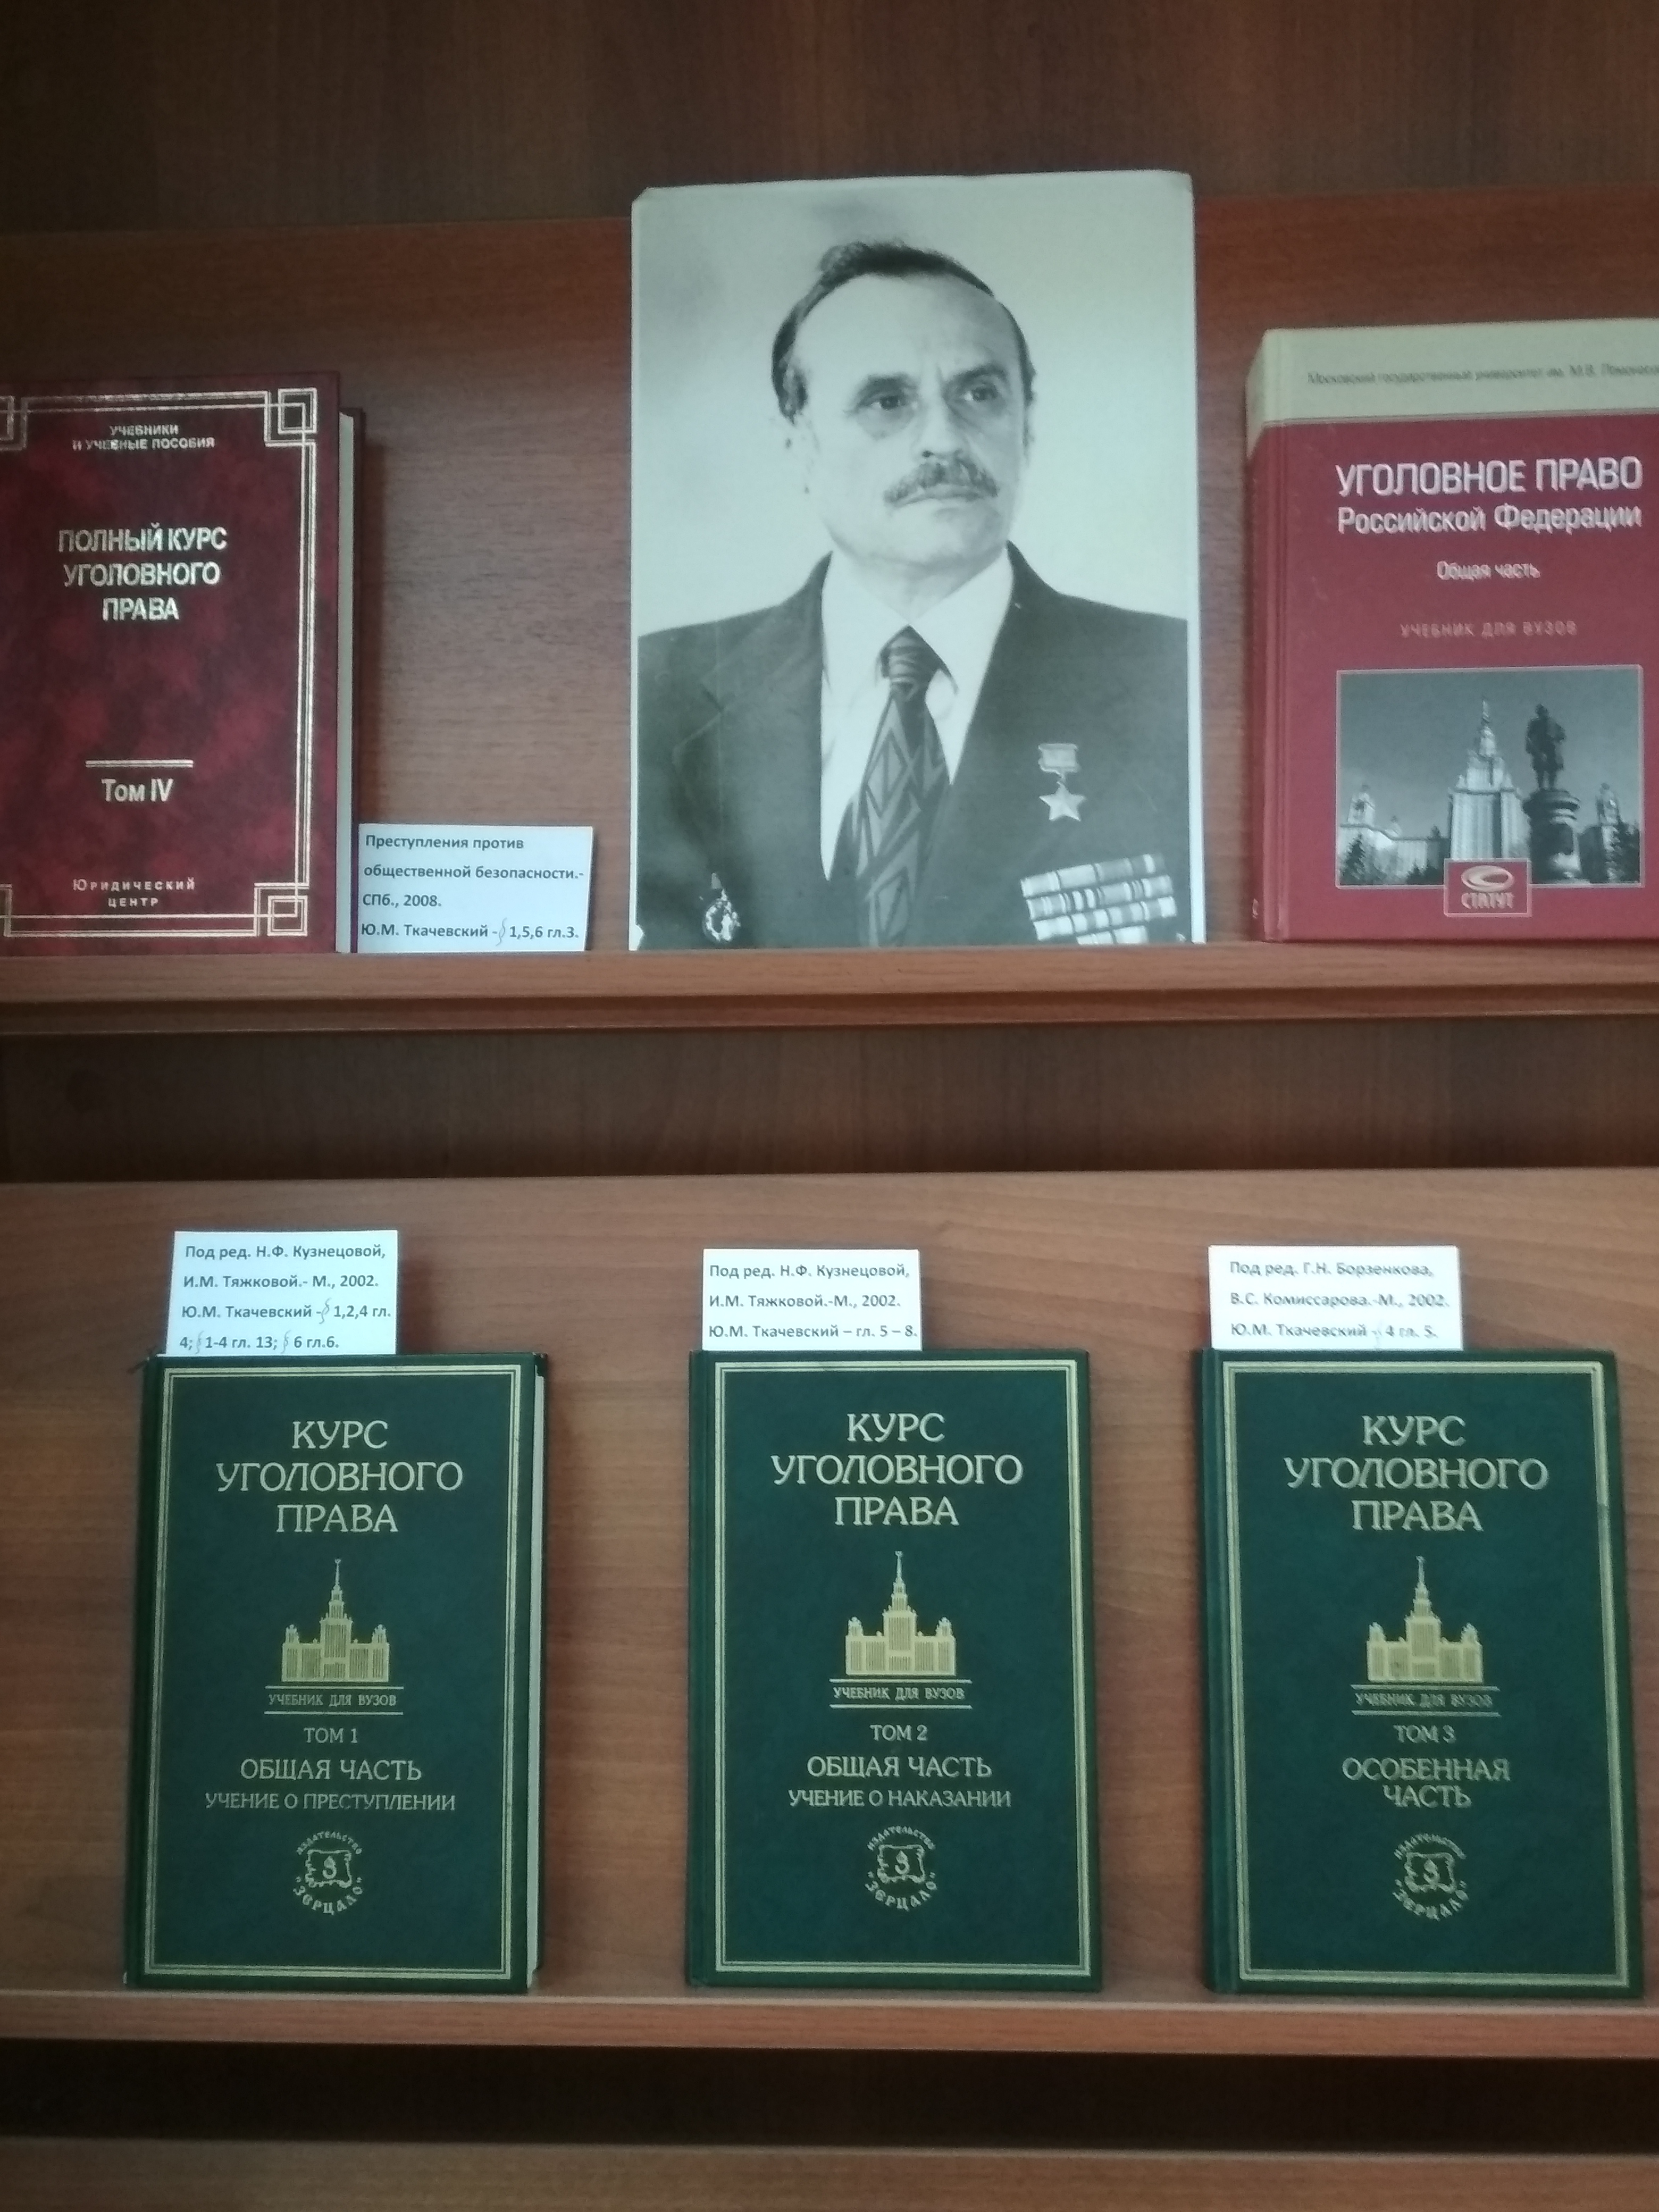 УЧЕБНИКИ
И УЧЕБНЫЕ ПОСОБИЯ
ПОЛНЫЙ КУРС
УГОЛОВНОГО
ПРАВА
Том IV
ЮРИДИЧЕСКИЙ
ЦЕНТР
Преступления против
общественной безопасности.-
СПб., 2008.
Ю.М. Ткачевский -§ 1,5,6 гл.3.
Московский государственный университет им. М.В.
УГОЛОВНОЕ ПРАВО
Российской Федерации
Общая часть
УЧЕБНИК ДЛЯ ВУЗОВ
СТАТУТ
Под ред. Н.Ф. Кузнецовой,
И.М. Тяжковой.- М., 2002.
Ю.М. Ткачевский -§ 1,2,4 гл.
4; § 1-4 гл. 13; § 6 гл.6.
КУРС
УГОЛОВНОГО
ПРАВА
УЧЕБНИК ДЛЯ ВУЗОВ
ТОМ 1
ОБЩАЯ ЧАСТЬ
УЧЕНИЕ О ПРЕСТУПЛЕНИИ
ИЗДАТЕЛЬСТВО
"ЗЕРЦАЛО"
Под ред. Н.Ф. Кузнецовой,
И.М. Тяжковой.-М., 2002.
Ю.М. Ткачевский – гл. 5 – 8.
КУРС
УГОЛОВНОГО
ПРАВА
УЧЕБНИК ДЛЯ ВУЗОВ
ТОМ 2
ОБЩАЯ ЧАСТЬ
УЧЕНИЕ О НАКАЗАНИИ
ИЗДАТЕЛЬСТВО
"ЗЕРЦАЛО"
Под ред. Г.Н. Борзенкова,
В.С. Комиссарова.-М., 2002.
Ю.М. Ткачевский -§ 4 гл. 5.
КУРС
УГОЛОВНОГО
ПРАВА
УЧЕБНИК ДЛЯ ВУЗОВ
ТОМ 3
ОСОБЕННАЯ
ЧАСТЬ
ИЗДАТЕЛЬСТВО
"ЗЕРЦАЛО"